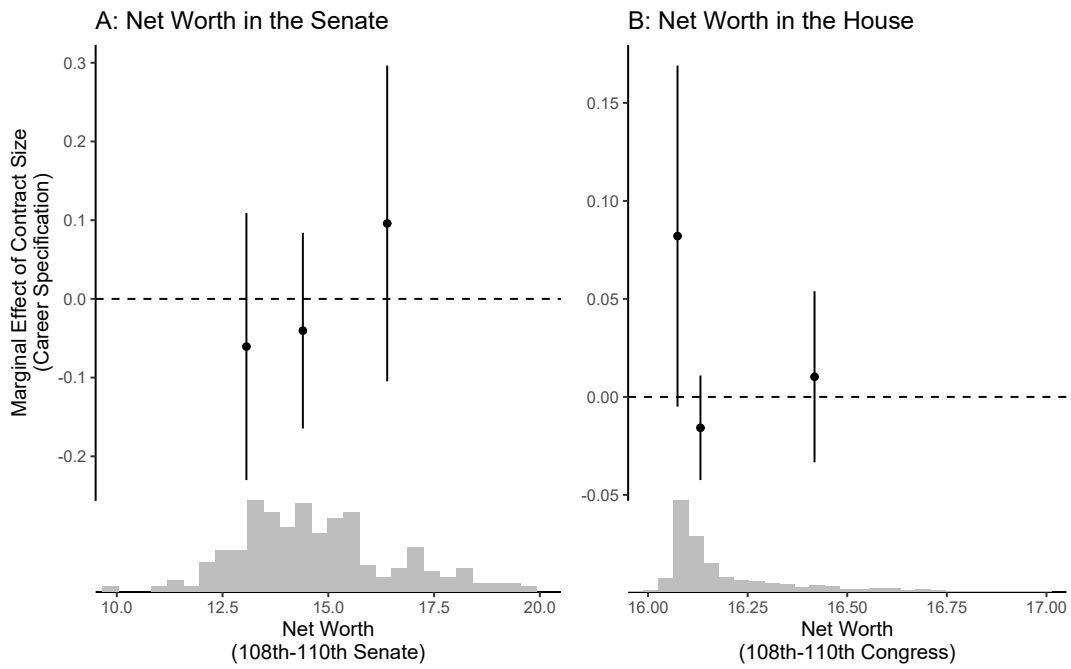 A: Net Worth in the Senate
Marginal Effect of Contract Size
(Career Specification)
0.3
0.2
0.1
0.0
-0.1
-0.2
10.0 12.5 15.0 17.5 20.0
Net Worth
(108th-110th Senate)
B: Net Worth in the House
0.15
0.10
0.05
0.00
-0.05
16.00 16.25 16.50 16.75 17.00
Net Worth
(108th-110th Congress)